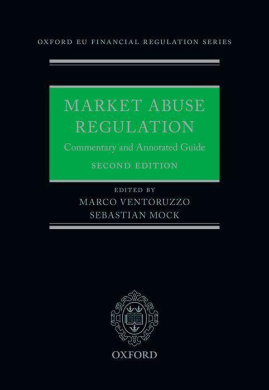 OXFORD EU FINANCIAL REGULATION SERIES
MARKET ABUSE
REGULATION
Commentary and Annotated Guide
SECOND EDITION
EDITED BY
MARCO VENTORUZZO
SEBASTIAN MOCK
OXFORD